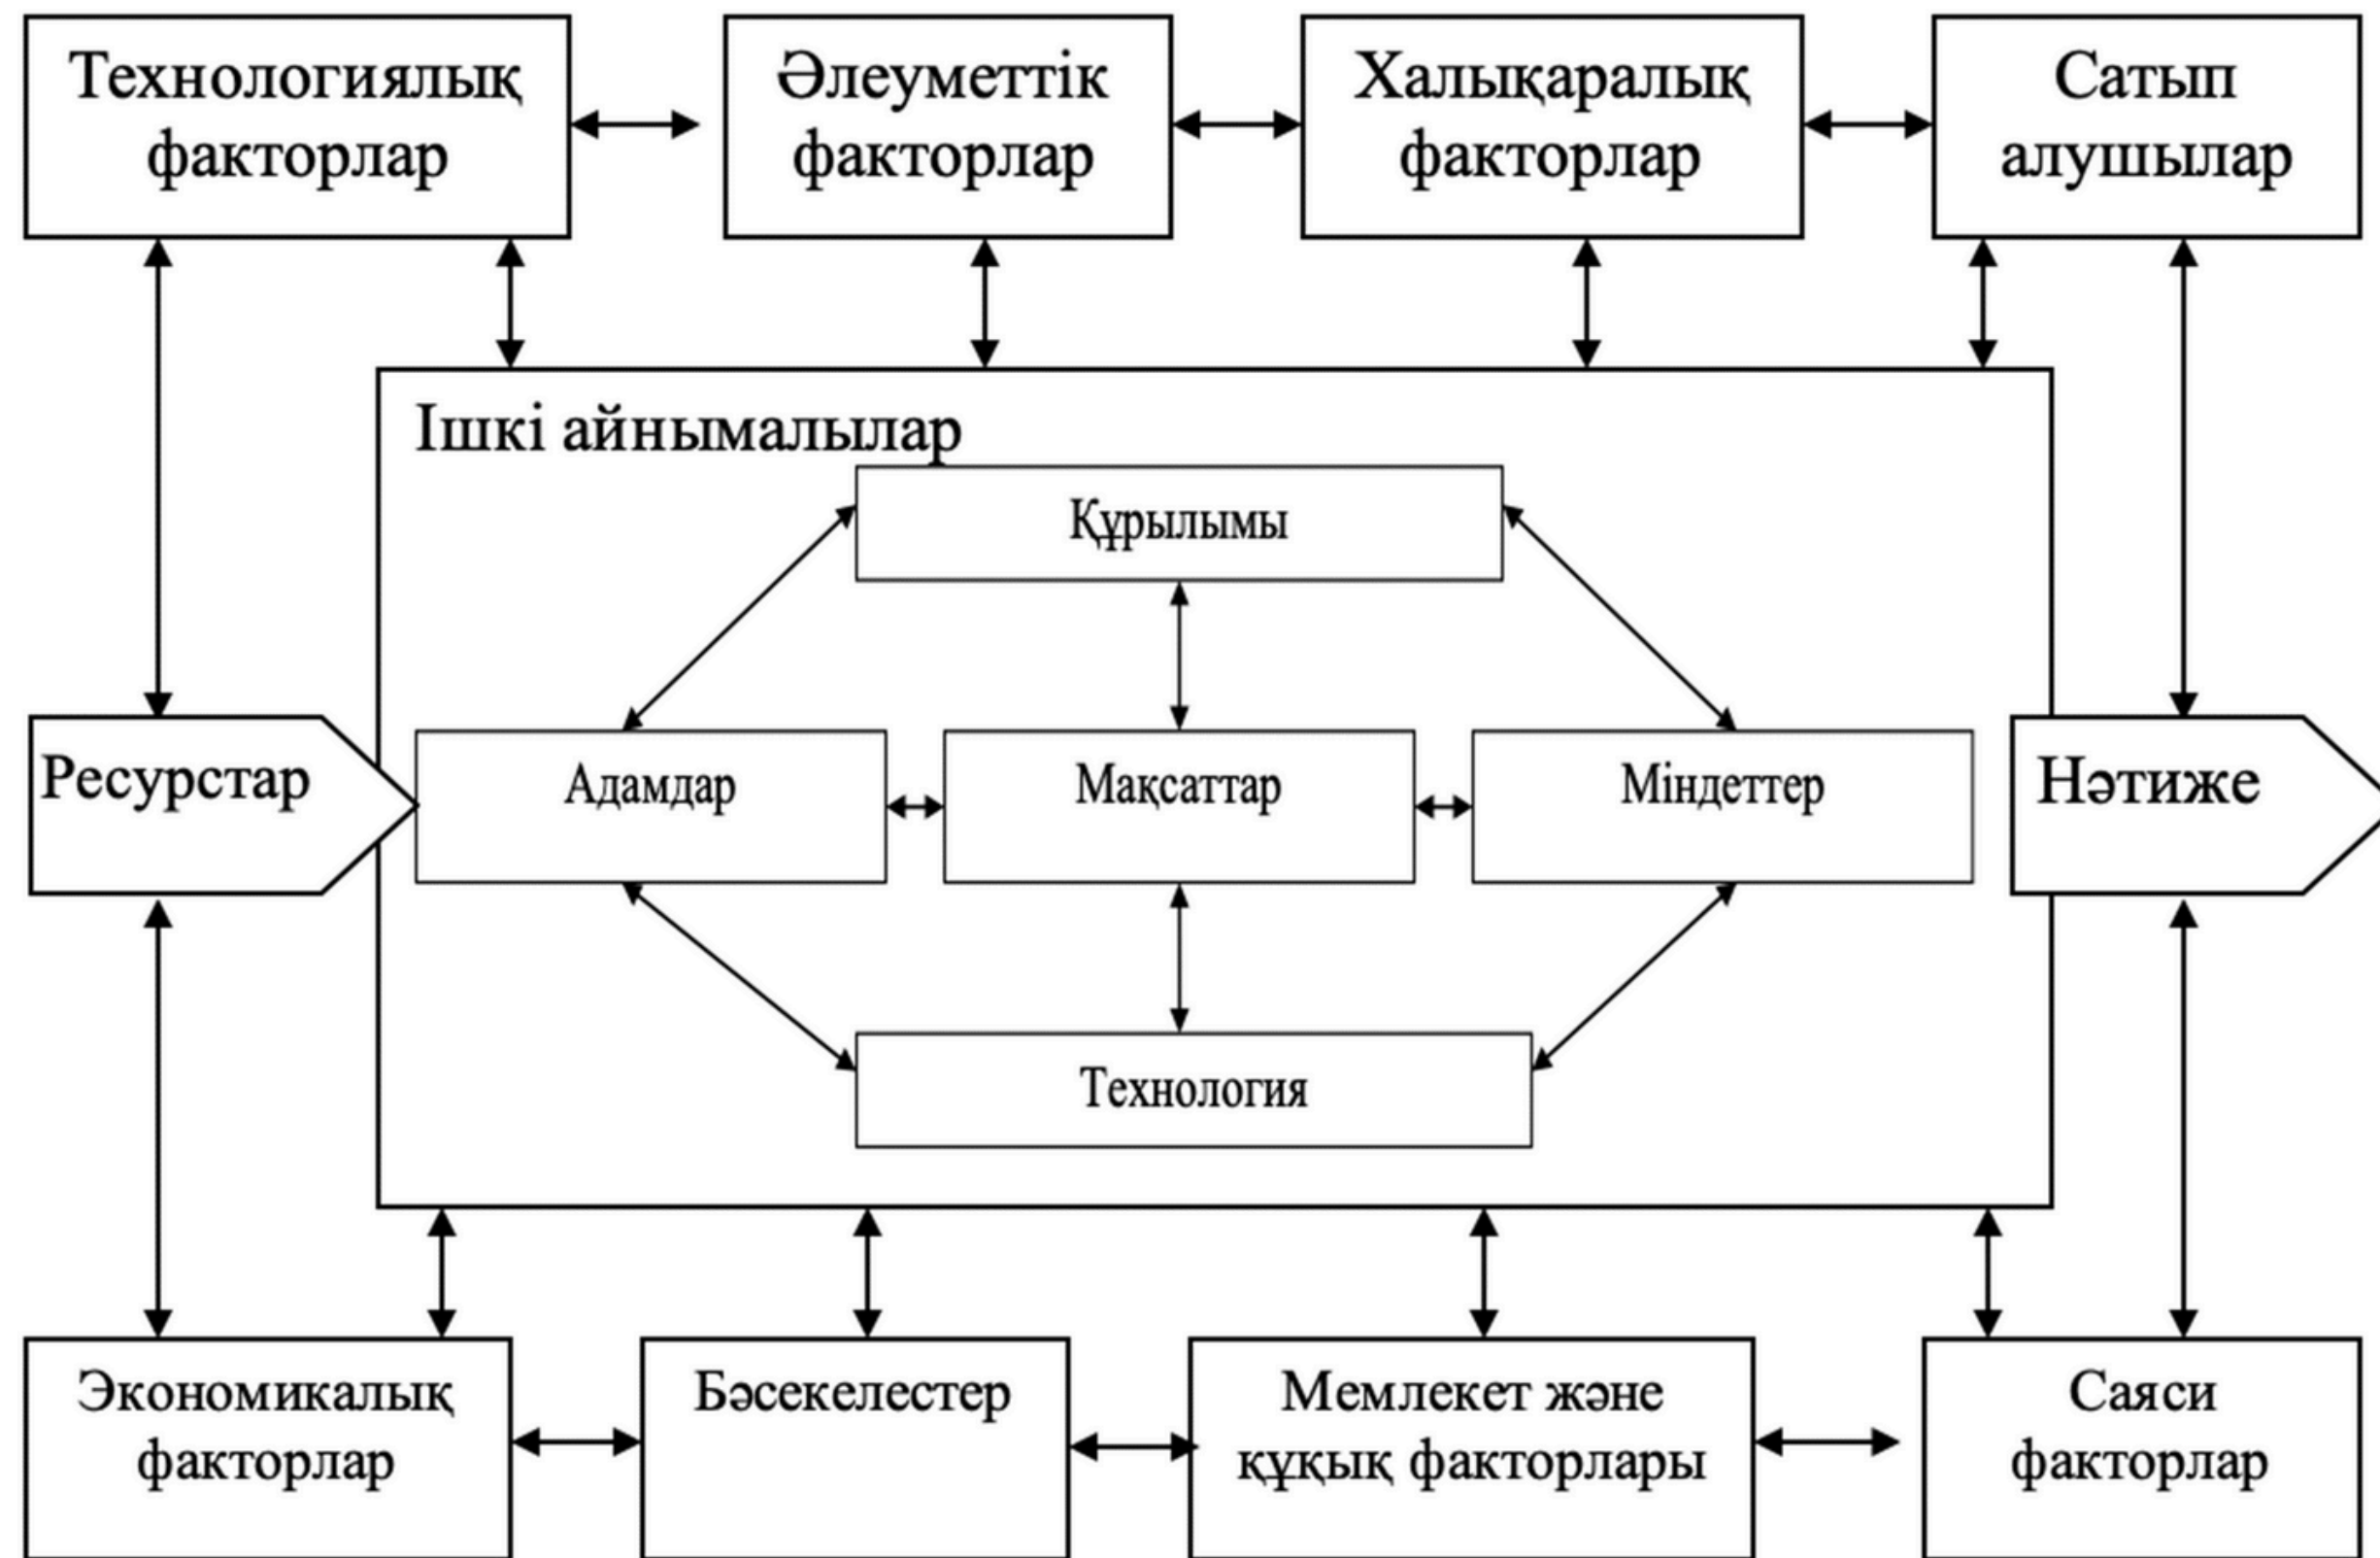 Технологиялық
факторлар
Әлеуметтік
факторлар
Халықаралық
факторлар
Сатып
алушылар
Ішкі айнымалылар
Құрылымы
Ресурстар
Адамдар
Мақсаттар
Міндеттер
Нәтиже
Технология
Экономикалық
факторлар
Бәсекелестер
Мемлекет және
құқық факторлары
Саяси
факторлар